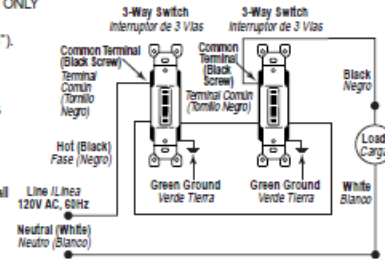 ONLY
").
all
3-Way Switch
Interruptor de 3 Vías
3-Way Switch
Interruptor de 3 Vías
Common Terminal
(Black Screw)
Terminal
Común
(Tornillo
Negro)
Common
Terminal
(Black
Screw)
Terminal Común
(Tornillo Negro)
Black
Negro
Load
Carga
Hot (Black)
Fase (Negro)
Green Ground
Verde Tierra
Green Ground
Verde Tierra
White
Blanco
Line /Línea
120V AC, 60Hz
Neutral (White)
Neutro (Blanco)